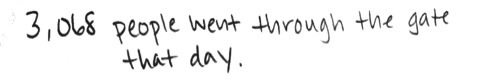 3,068 people went through the gate
that day.